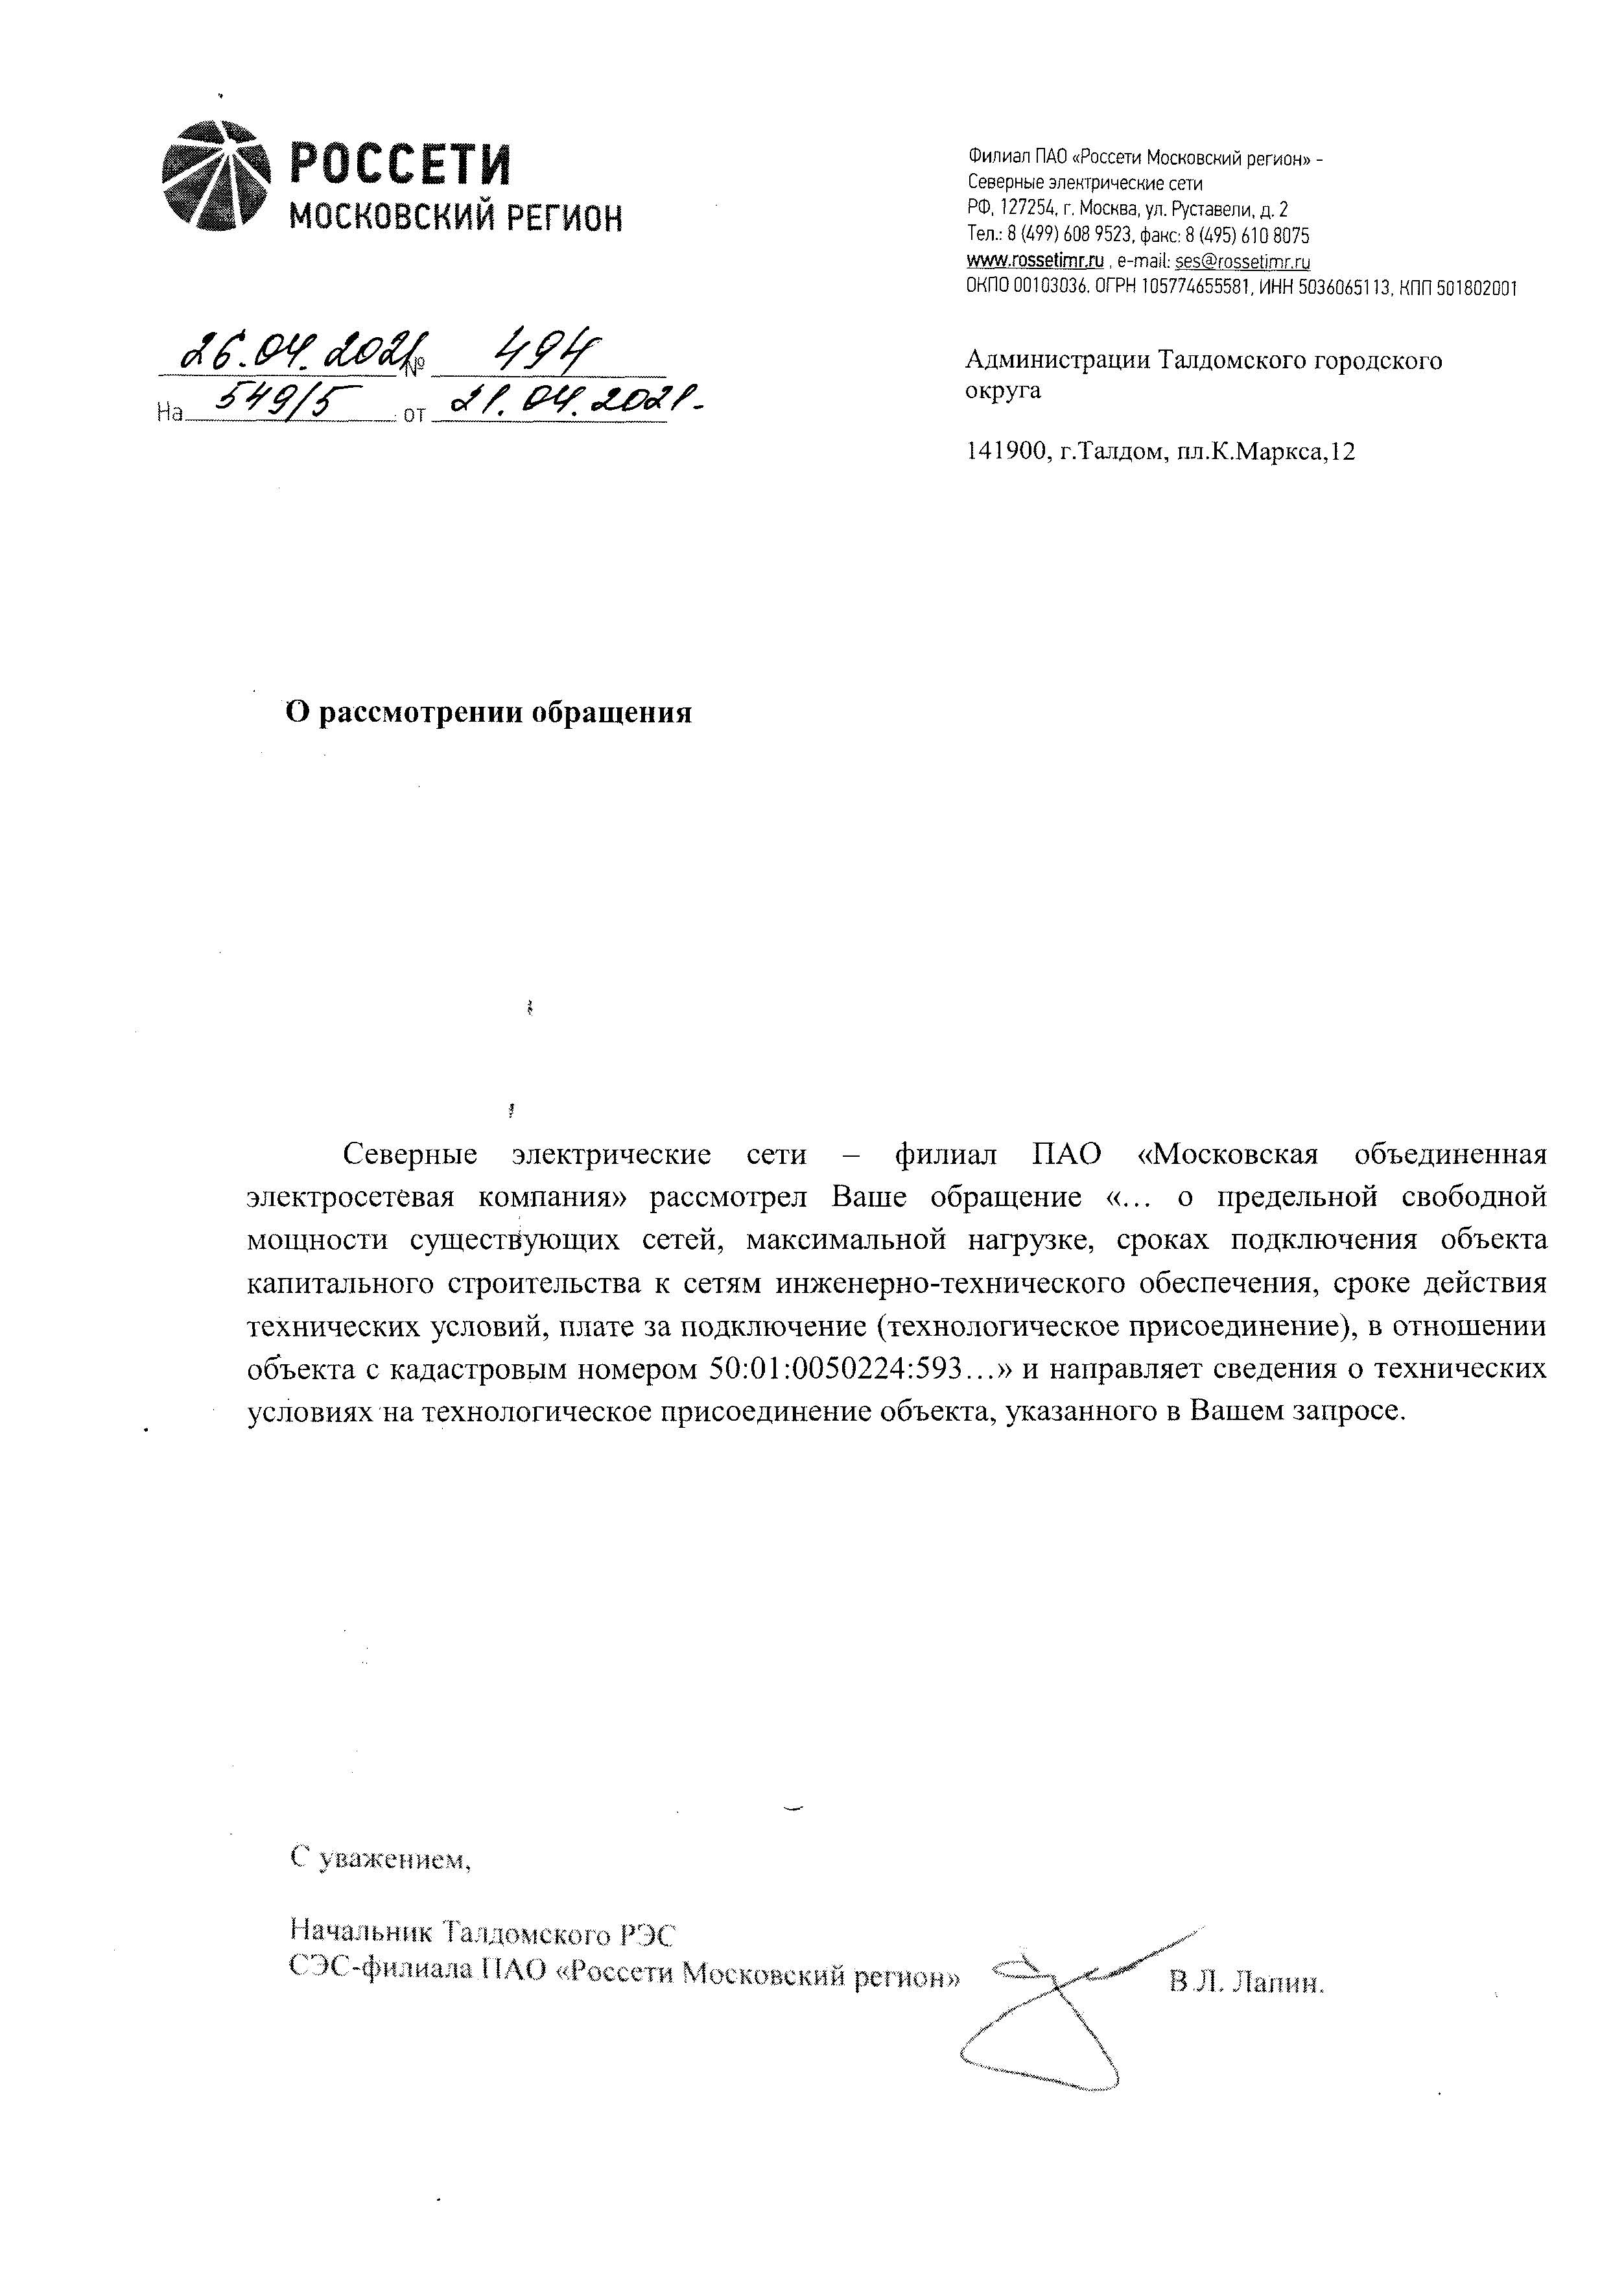 РОССЕТИ
МОСКОВСКИЙ РЕГИОН
Филиал ПАО «Россети Московский регион» -
Северные электрические сети
РФ, 127254, г. Москва, ул. Руставели, д. 2
Тел.: 8 (499) 608 9523, факс: 8 (495) 610 8075
www.rossetimr.ru , e-mail: ses@rossetimr.ru
ОКПО 00103036, ОГРН 105774655581, ИНН 5036065113, КПП 501802001
26.04.2021 № 494
На 549/5 от 21.04.2021.
Администрации Талдомского городского
округа
141900, г.Талдом, пл.К.Маркса,12
О рассмотрении обращения
Северные электрические сети – филиал ПАО «Московская объединенная
электросетевая компания» рассмотрел Ваше обращение «… о предельной свободной
мощности существующих сетей, максимальной нагрузке, сроках подключения объекта
капитального строительства к сетям инженерно-технического обеспечения, сроке действия
технических условий, плате за подключение (технологическое присоединение), в отношении
объекта с кадастровым номером 50:01:0050224:593…» и направляет сведения о технических
условиях на технологическое присоединение объекта, указанного в Вашем запросе.
С уважением,
Начальник Талдомского РЭС
СЭС-филиала ПАО «Россети Московский регион»
В.Л. Лапин.